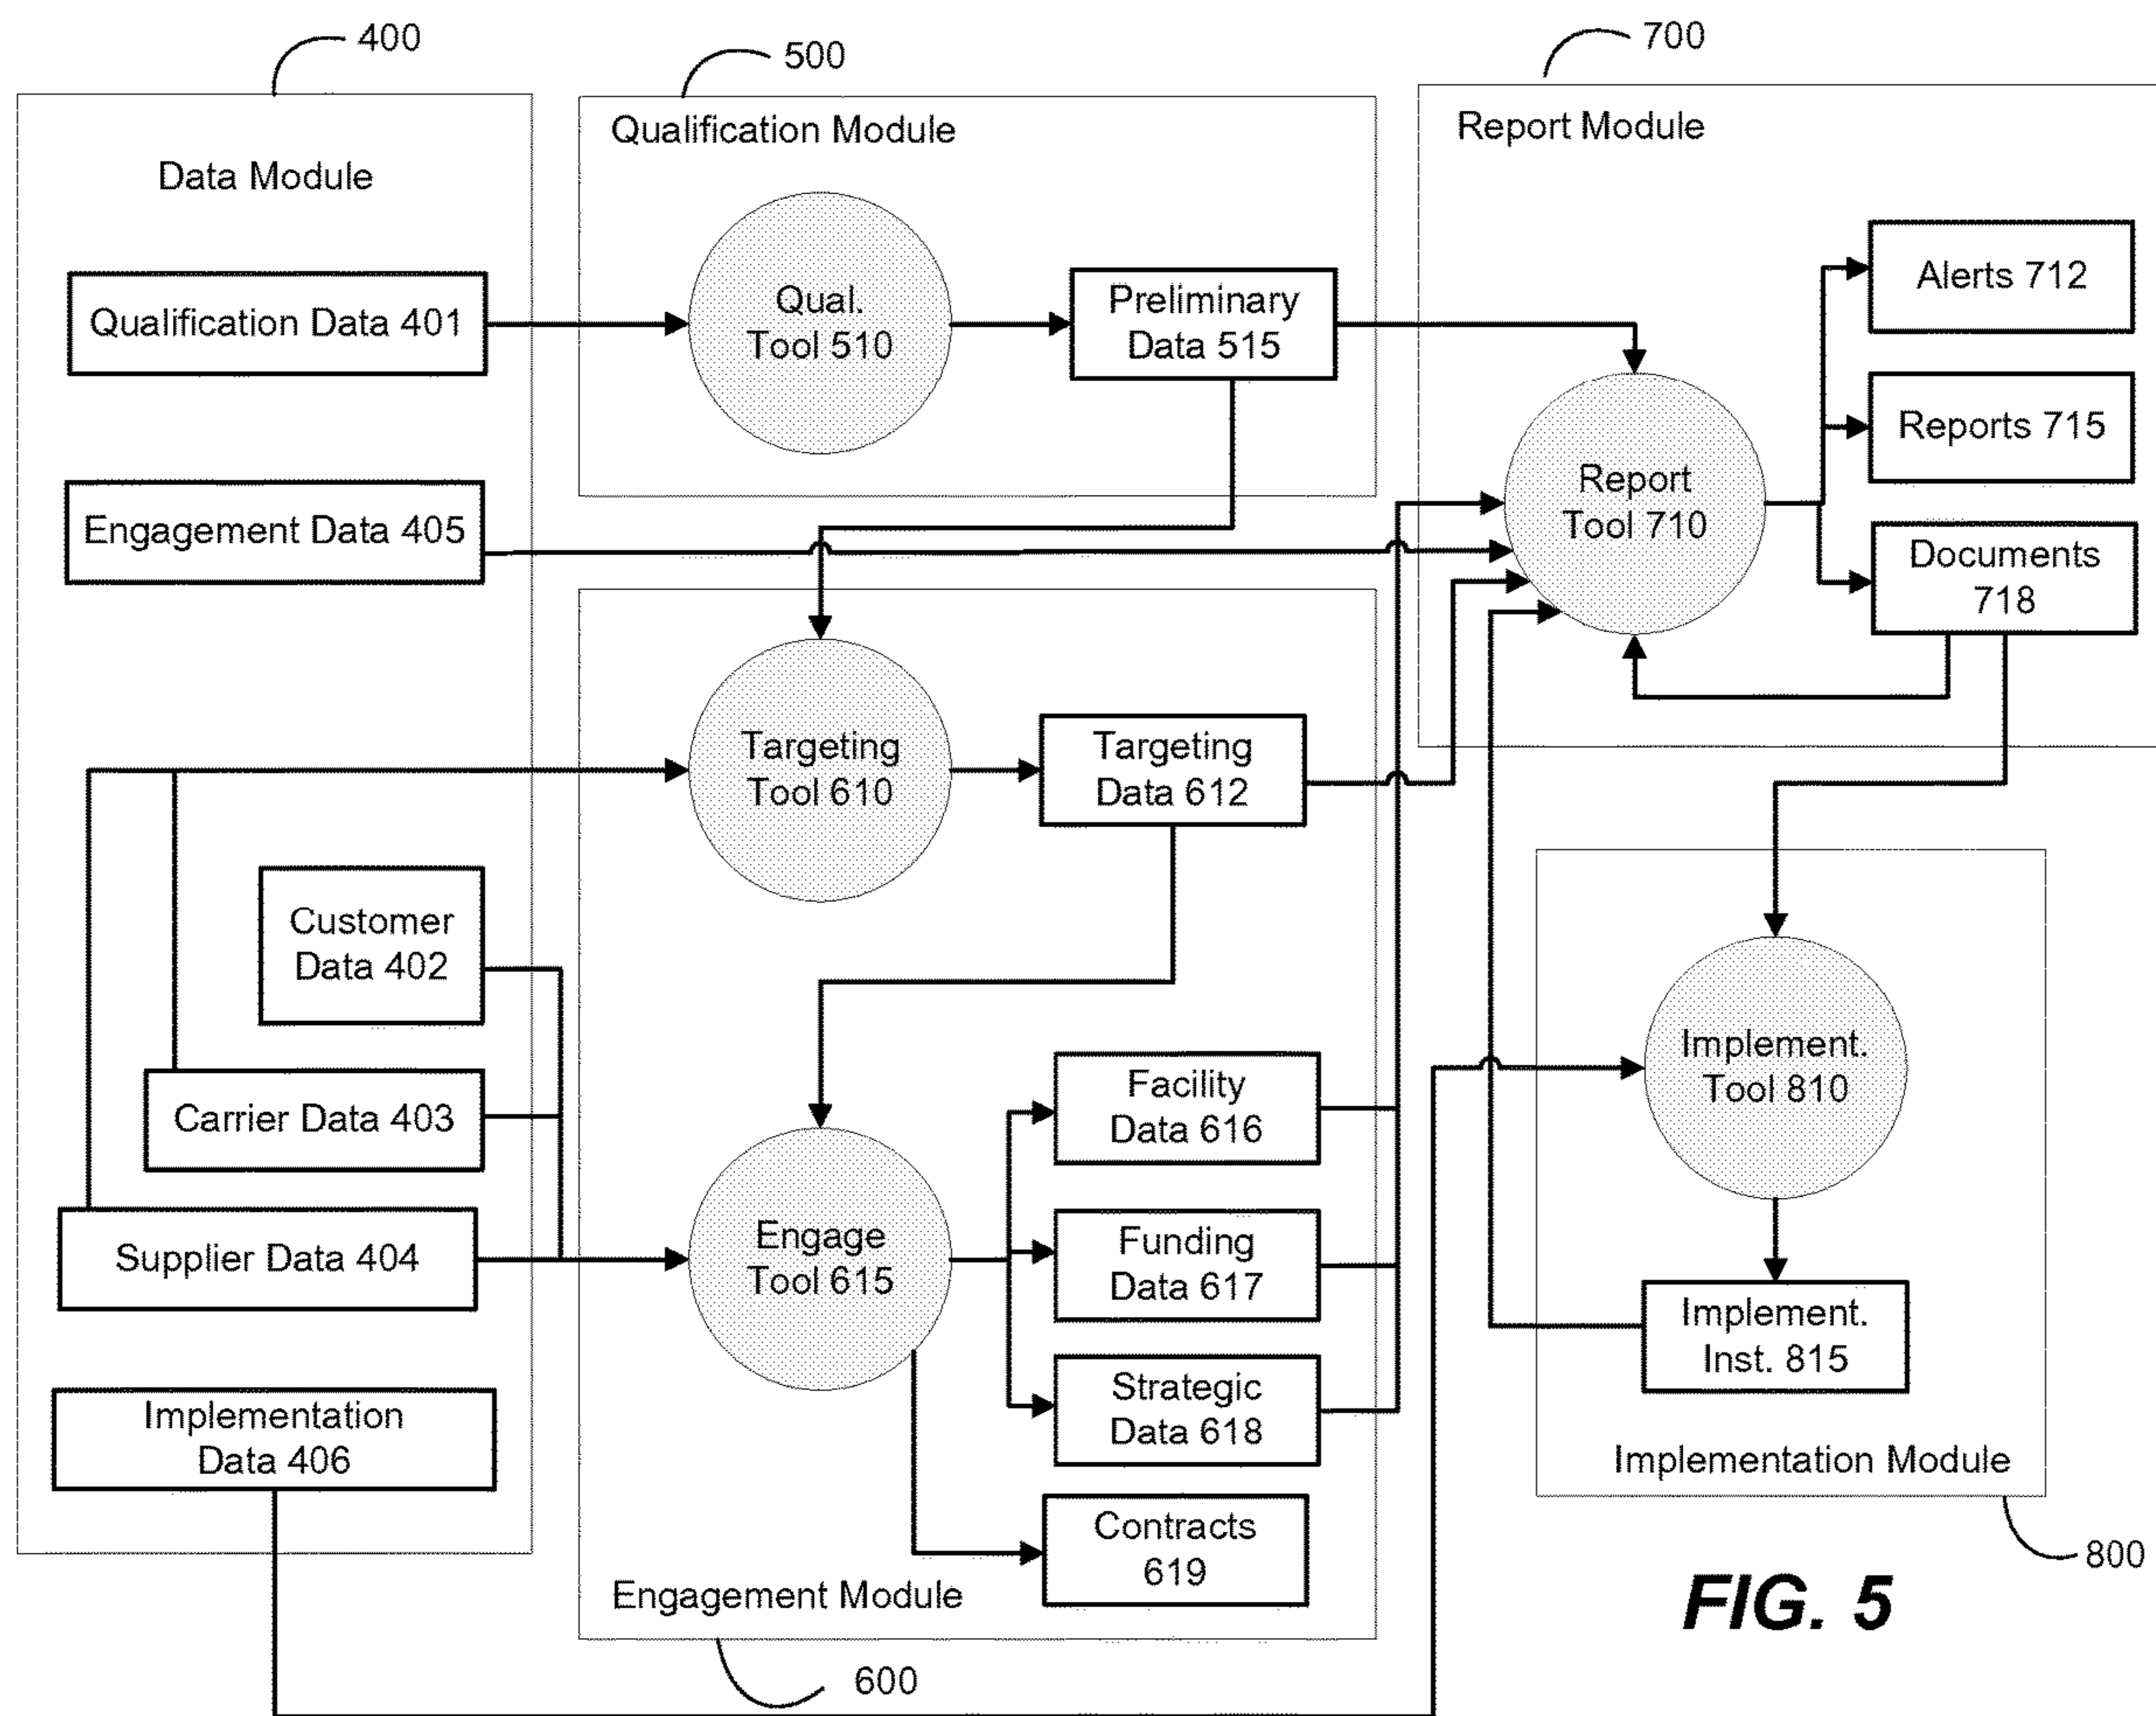 400
500
700
Data Module
Qualification Data 401
Engagement Data 405
Customer
Data 402
Carrier Data 403
Supplier Data 404
Implementation
Data 406
Qualification Module
Qual.
Tool 510
Preliminary
Data 515
Targeting
Tool 610
Targeting
Data 612
Engage
Tool 615
Facility
Data 616
Funding
Data 617
Strategic
Data 618
Contracts
619
Engagement Module
600
Report Module
Report
Tool 710
Alerts 712
Reports 715
Documents
718
Implement.
Tool 810
Implement.
Inst. 815
Implementation Module
800
FIG. 5